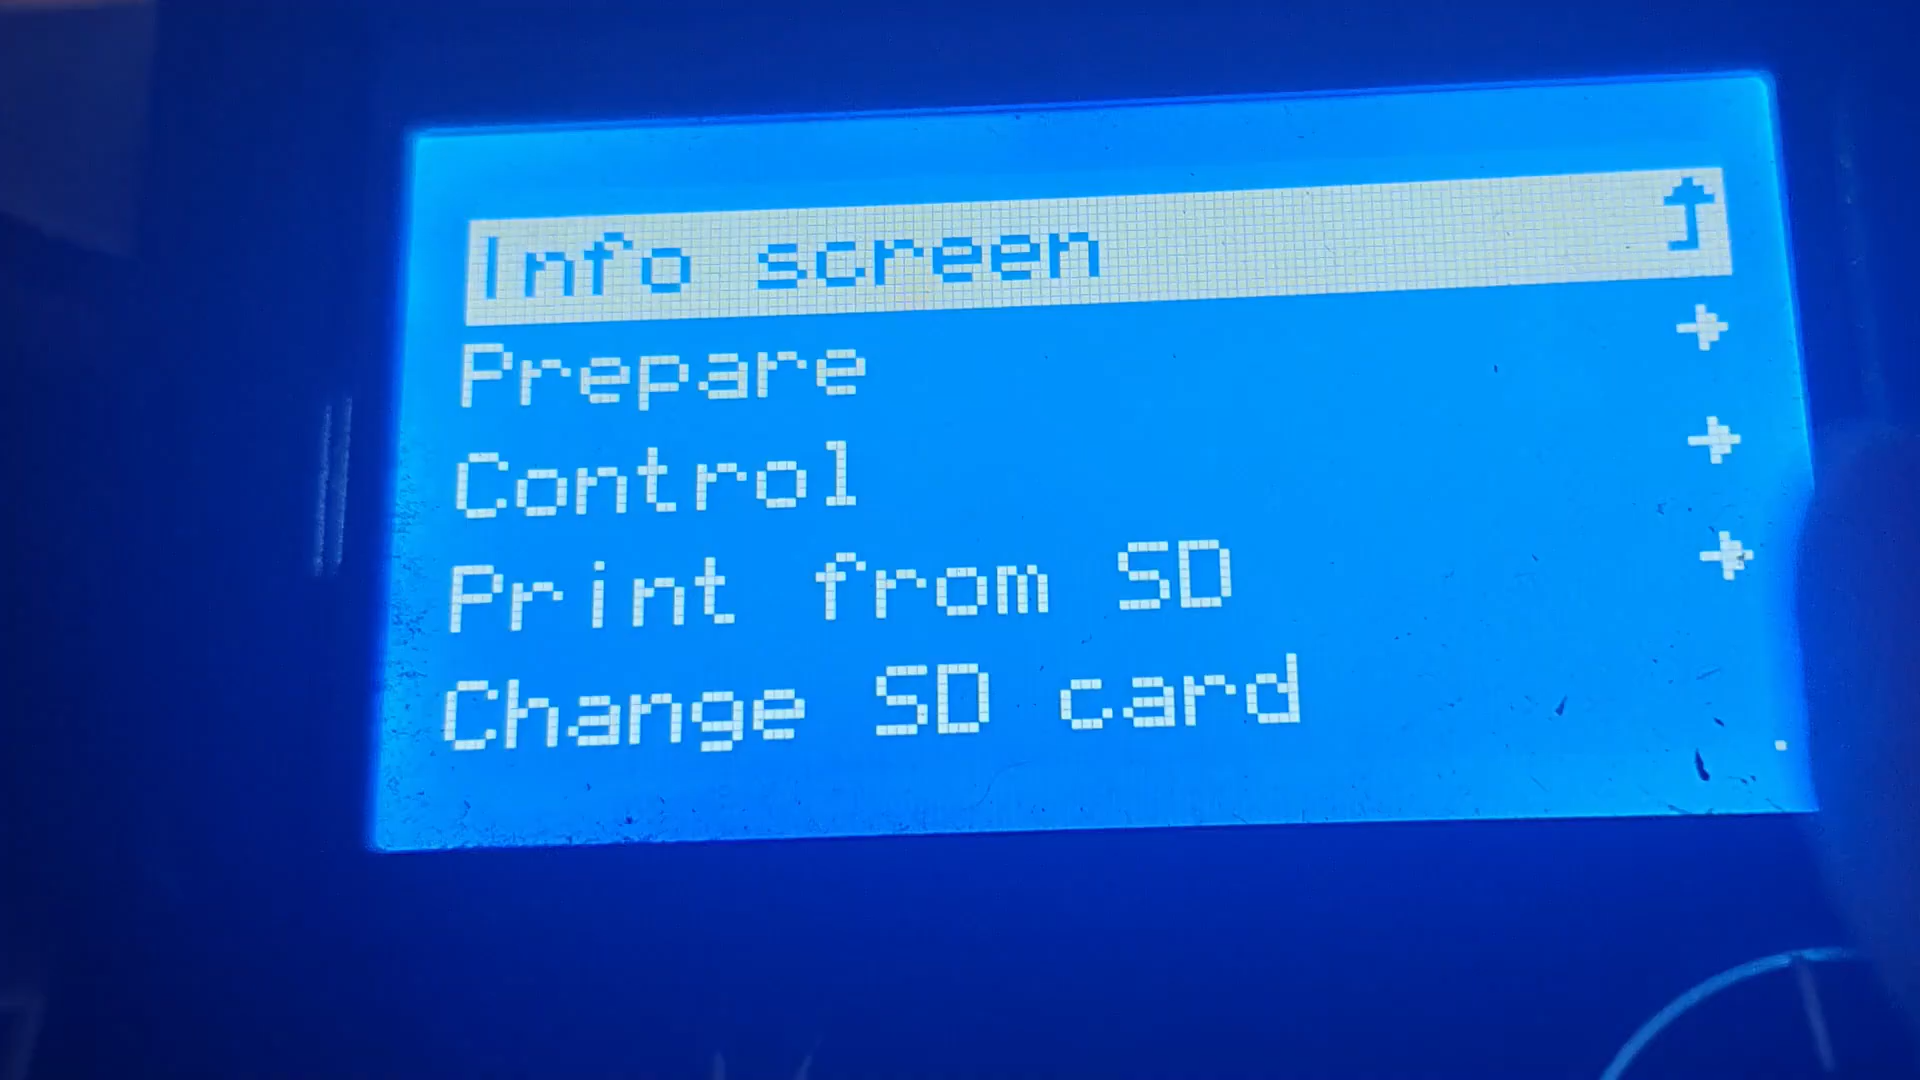 Info screen
Prepare
Control
Print from SD
Change SD card